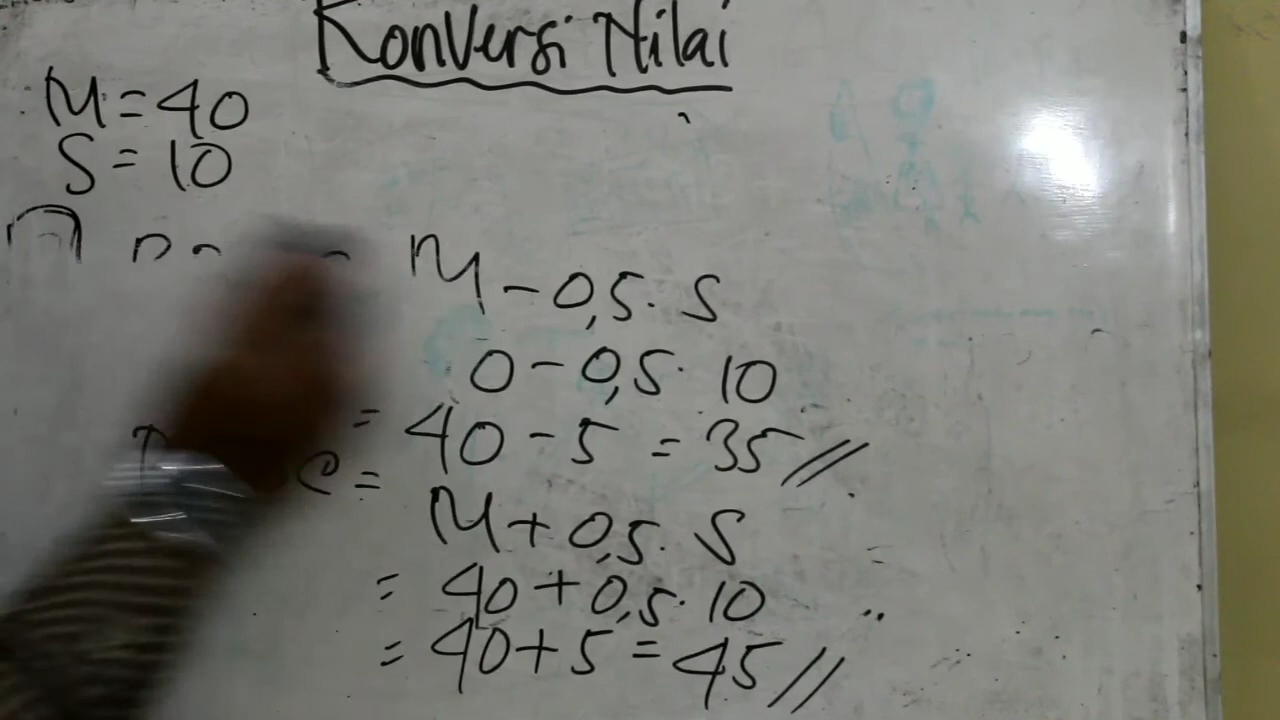 Konversi Nilai
M = 40
S = 10
M - 0,5. S
0 - 0,5. 10
= 40 - 5 = 35 //
=
M + 0,5. S
= 40 + 0,5. 10
= 40 + 5 = 45 //